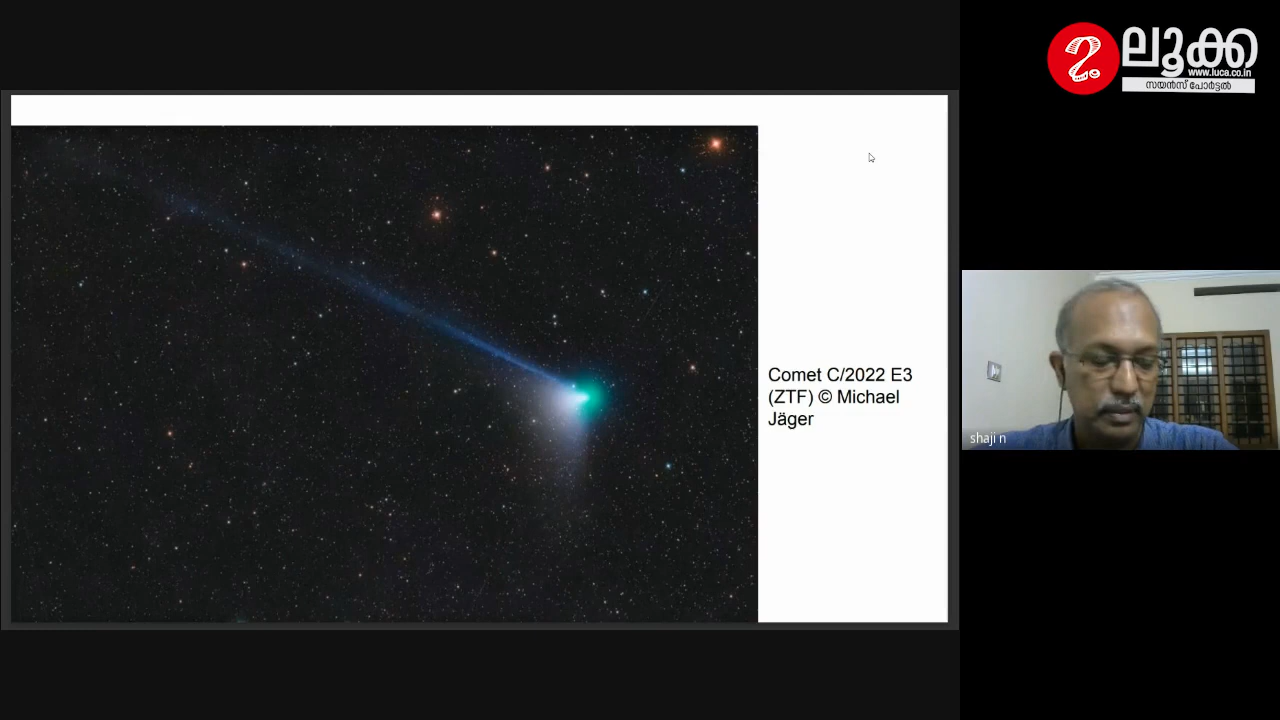 ലൂക്ക
www.luca.co.in
സയൻസ് പോർട്ടൽ
Comet C/2022 E3
(ZTF) © Michael
Jäger
shaji n